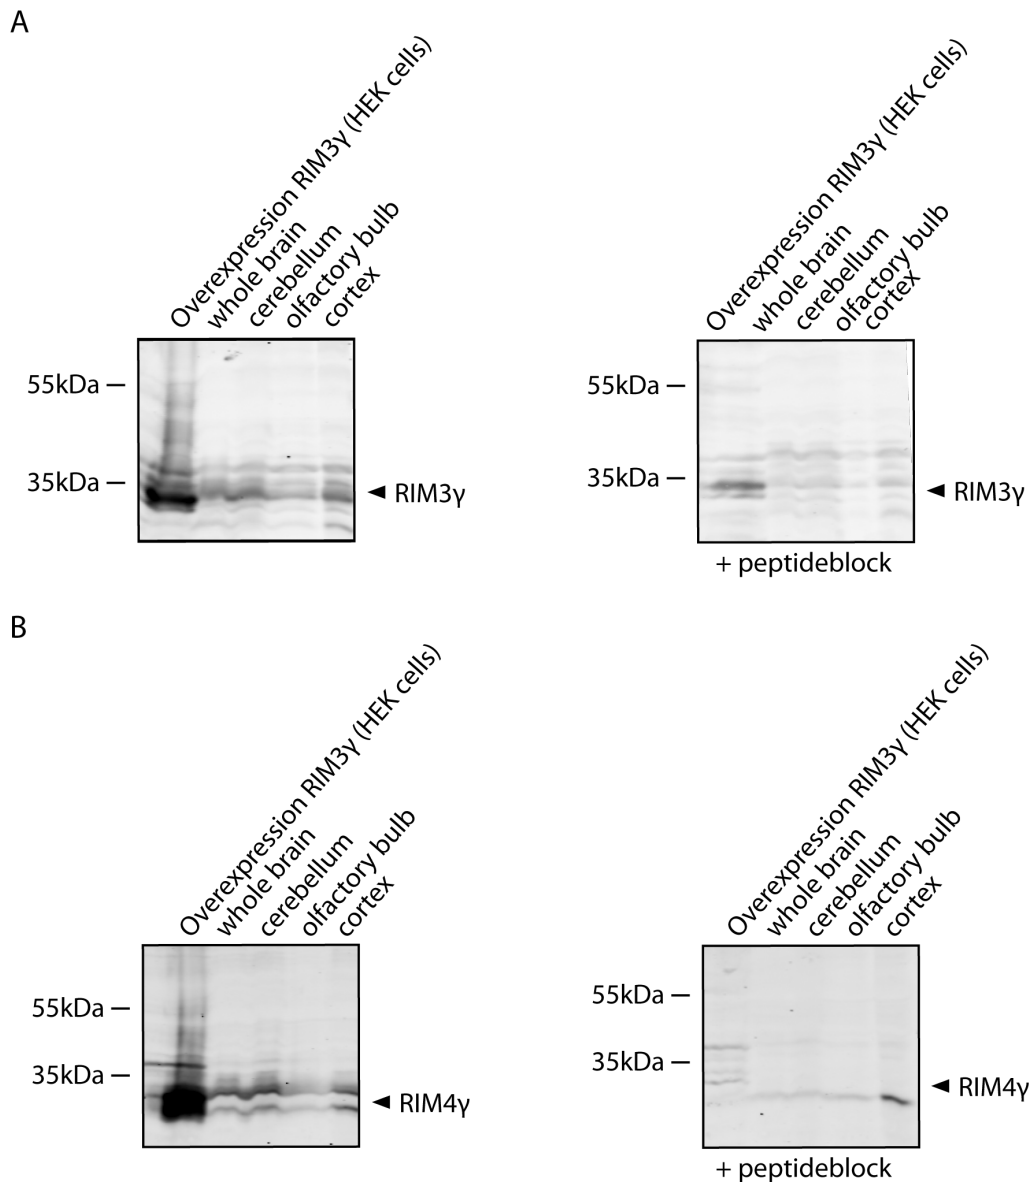 A
Overexpression RIM3γ (HEK cells)
whole brain
cerebellum
olfactory bulb
cortex
55kDa
35kDa
RIM3γ
Overexpression RIM3γ (HEK cells)
whole brain
cerebellum
olfactory bulb
cortex
55kDa
35kDa
RIM3γ
+ peptideblock
B
Overexpression RIM3γ (HEK cells)
whole brain
cerebellum
olfactory bulb
cortex
55kDa
35kDa
RIM4γ
Overexpression RIM3γ (HEK cells)
whole brain
cerebellum
olfactory bulb
cortex
55kDa
35kDa
RIM4γ
+ peptideblock